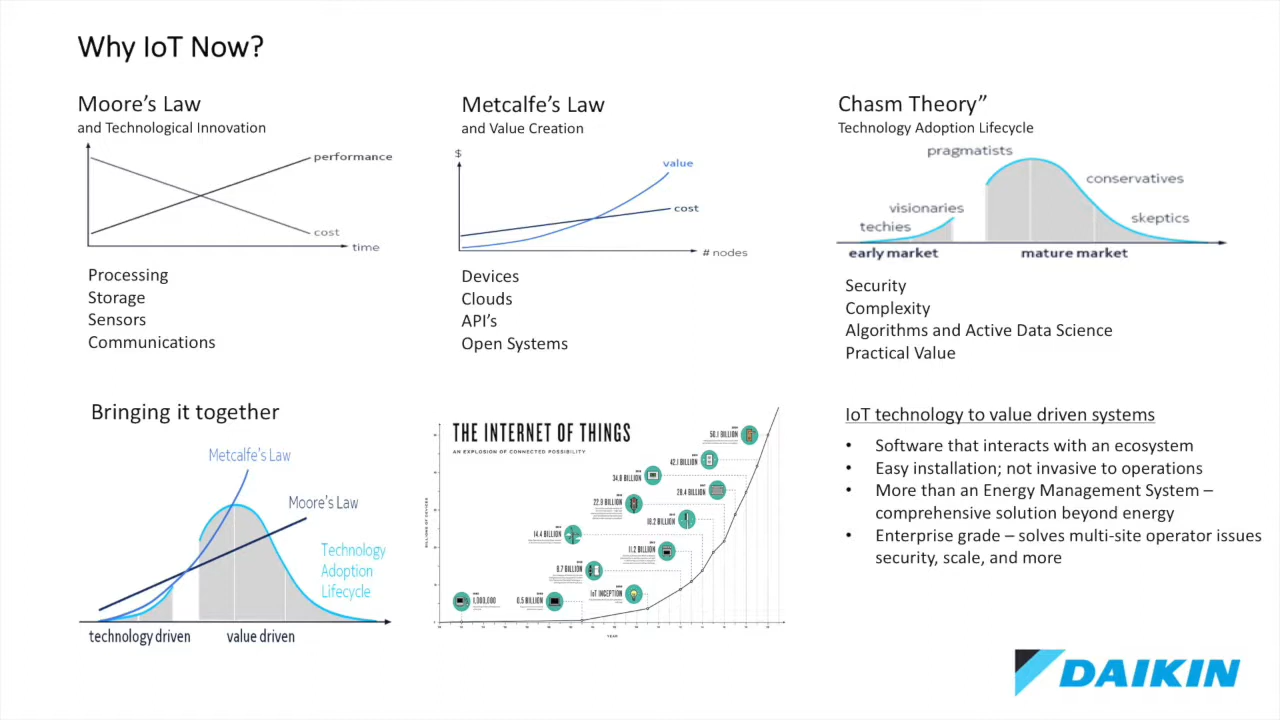 Why IoT Now?
Moore's Law
and Technological Innovation
performance
cost
time
Processing
Storage
Sensors
Communications
Metcalfe's Law
and Value Creation
$
value
cost
# nodes
Devices
Clouds
API's
Open Systems
Chasm Theory”
Technology Adoption Lifecycle
pragmatists
conservatives
visionaries
skeptics
techies
early market
mature market
Security
Complexity
Algorithms and Active Data Science
Practical Value
Bringing it together
Metcalfe's Law
Moore's Law
Technology
Adoption
Lifecycle
technology driven
value driven
THE INTERNET OF THINGS
AN EXPLOSION OF CONNECTED POSSIBILITY
BILLIONS OF DEVICES
50.1 BILLION
42.1 BILLION
34.8 BILLION
28.4 BILLION
22.9 BILLION
18.2 BILLION
14.4 BILLION
11.2 BILLION
8.7 BILLION
IoT INCEPTION
0.5 BILLION
1,000,000
YEAR
IoT technology to value driven systems
• Software that interacts with an ecosystem
• Easy installation; not invasive to operations
• More than an Energy Management System –
comprehensive solution beyond energy
• Enterprise grade – solves multi-site operator issues
security, scale, and more
DAIKIN